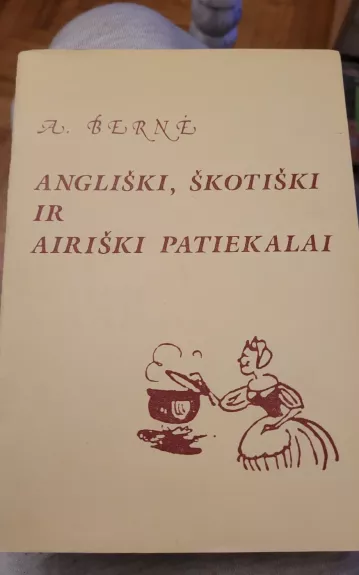 A. BERNĖ
ANGLIŠKI, ŠKOTIŠKI
IR
AIRIŠKI PATIEKALAI